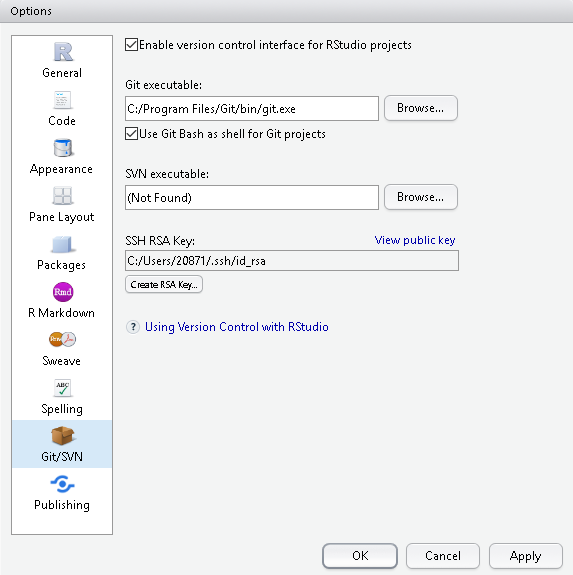 Options
General
Code
Appearance
Pane Layout
Packages
Rmd
R Markdown
Sweave
ABC
Spelling
Git/SVN
Publishing
Enable version control interface for RStudio projects
Git executable:
C:/Program Files/Git/bin/git.exe
Browse...
Use Git Bash as shell for Git projects
SVN executable:
(Not Found)
Browse...
SSH RSA Key:
View public key
C:/Users/20871/.ssh/id_rsa
Create RSA Key...
? Using Version Control with RStudio
OK
Cancel
Apply